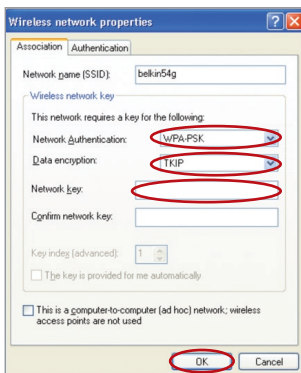 Wireless network properties
Association Authentication
Network name (SSID): belkin54g
Wireless network key
This network requires a key for the following:
Network Authentication: WPA-PSK
Data encryption: TKIP
Network key:
Confirm network key:
Key index (advanced): 1
The key is provided for me automatically
This is a computer-to-computer (ad hoc) network; wireless
access points are not used
OK Cancel